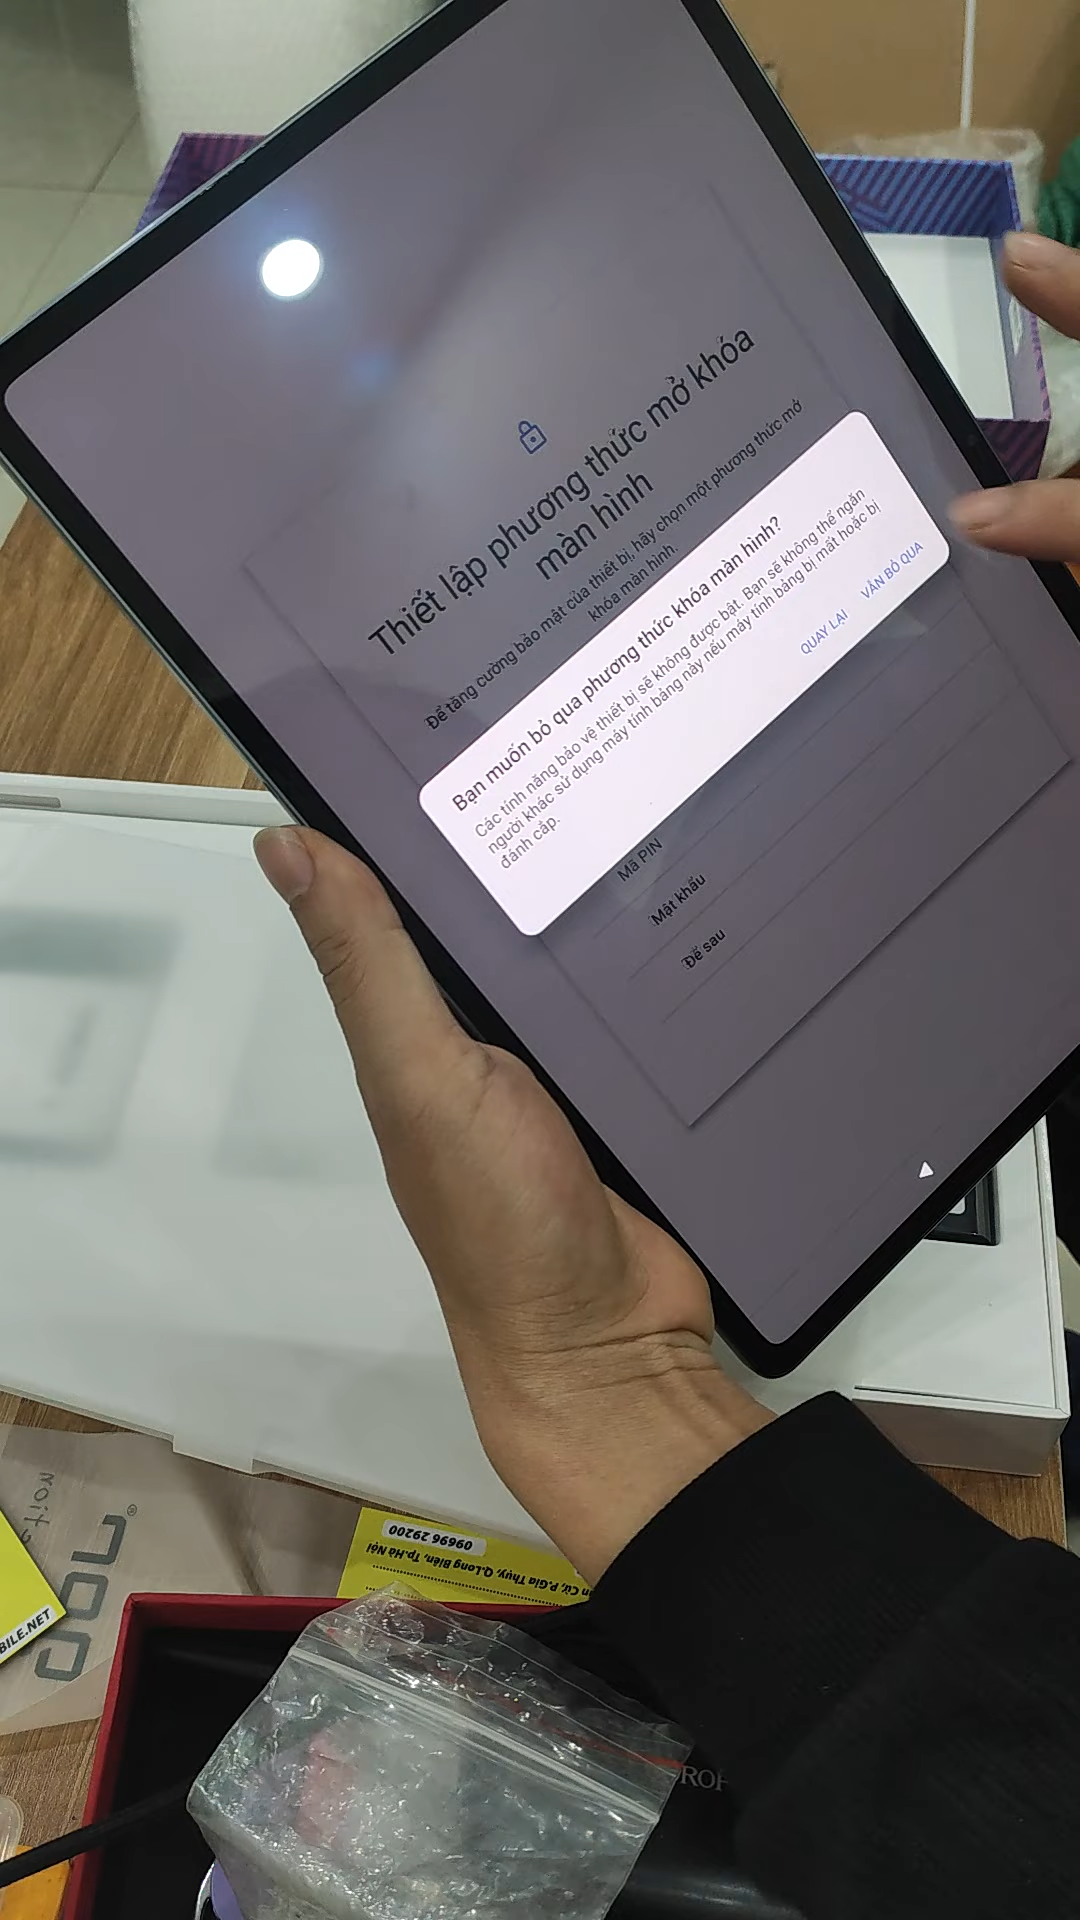 Thiết lập phương thức mở khóa
màn hình
Để tăng cường bảo mật của thiết bị, hãy chọn một phương thức mở
khóa màn hình.
Bạn muốn bỏ qua phương thức khóa màn hình?
Các tính năng bảo vệ thiết bị sẽ không được bật. Bạn sẽ không thể ngăn
người khác sử dụng máy tính bảng này nếu máy tính bảng bị mất hoặc bị
đánh cắp.
QUAY LẠI
VẪN BỎ QUA
Mã PIN
Mật khẩu
Để sau
Cừ, P.Gia Thụy, Q.Long Biên, Tp.Hà Nội
09696 29200
BILE.NET